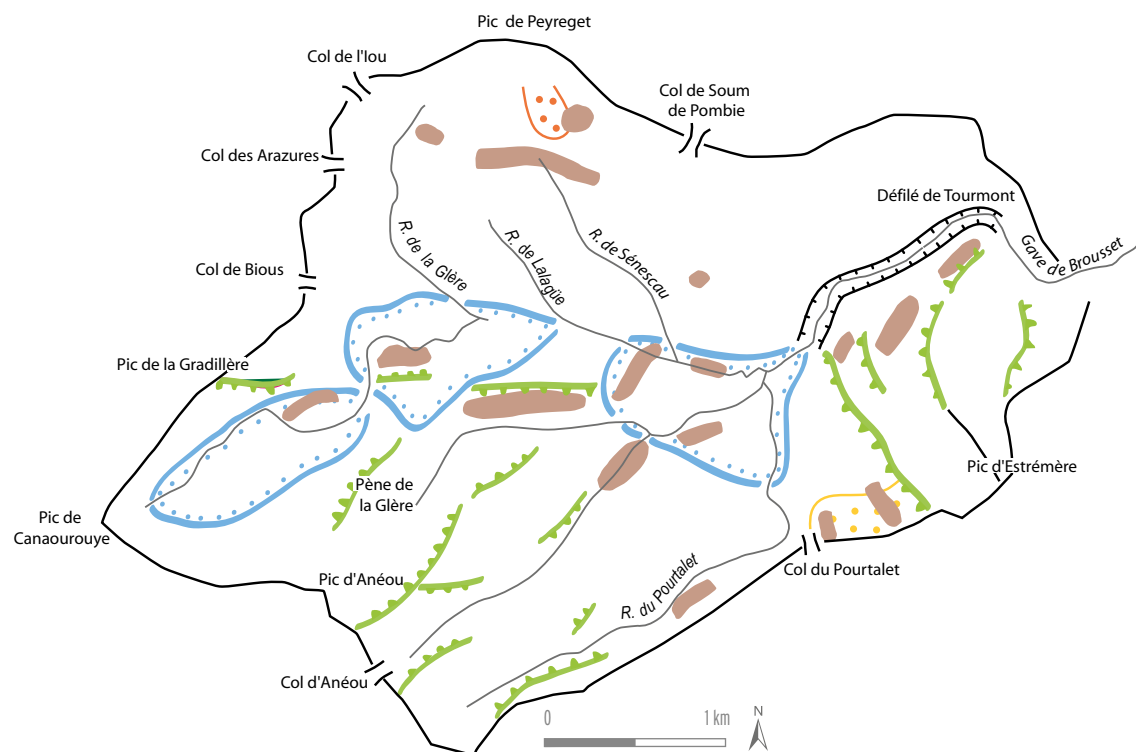 Pic de Peyreget
Col de l'Iou
Col de Soum
de Pombie
Col des Arazures
Défilé de Tourmont
R. de la Glère
R. de Lalagüe
R. de Sénescau
Gave de Brousset
Col de Bious
Pic de la Gradillère
Pic d'Estrémère
Pène de
la Glère
Pic de
Canaourouye
Pic d'Anéou
R. du Pourtalet
Col du Pourtalet
Col d'Anéou
0 1 km
N